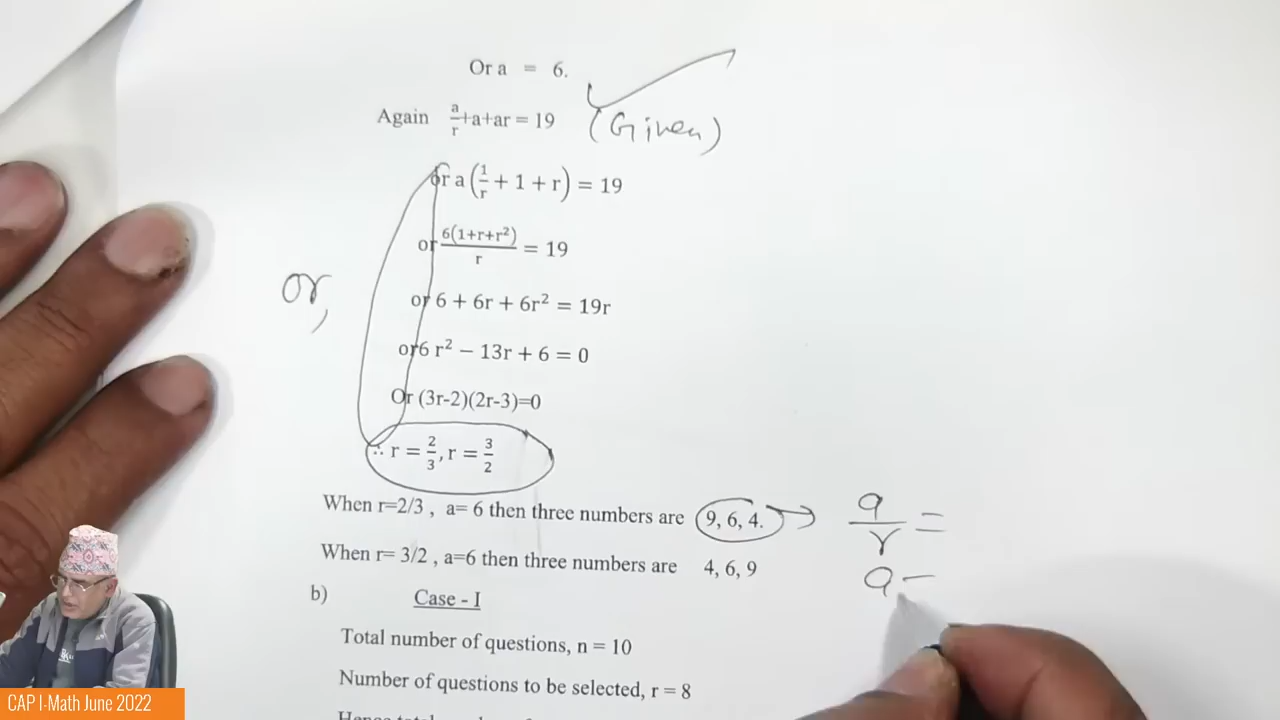 Or a = 6.
Again a/r +a+ar = 19 (Given)
or a (1/r + 1 + r) = 19
or 6(1+r+r²)/r = 19
or,
or 6 + 6r + 6r² = 19r
or6 r² − 13r + 6 = 0
Or (3r-2)(2r-3)=0
∴ r = 2/3, r = 3/2
When r=2/3 , a= 6 then three numbers are 9, 6, 4. → a/r =
When r= 3/2 , a=6 then three numbers are 4, 6, 9
a -
b) Case - I
Total number of questions, n = 10
Number of questions to be selected, r = 8
CAP I-Math June 2022